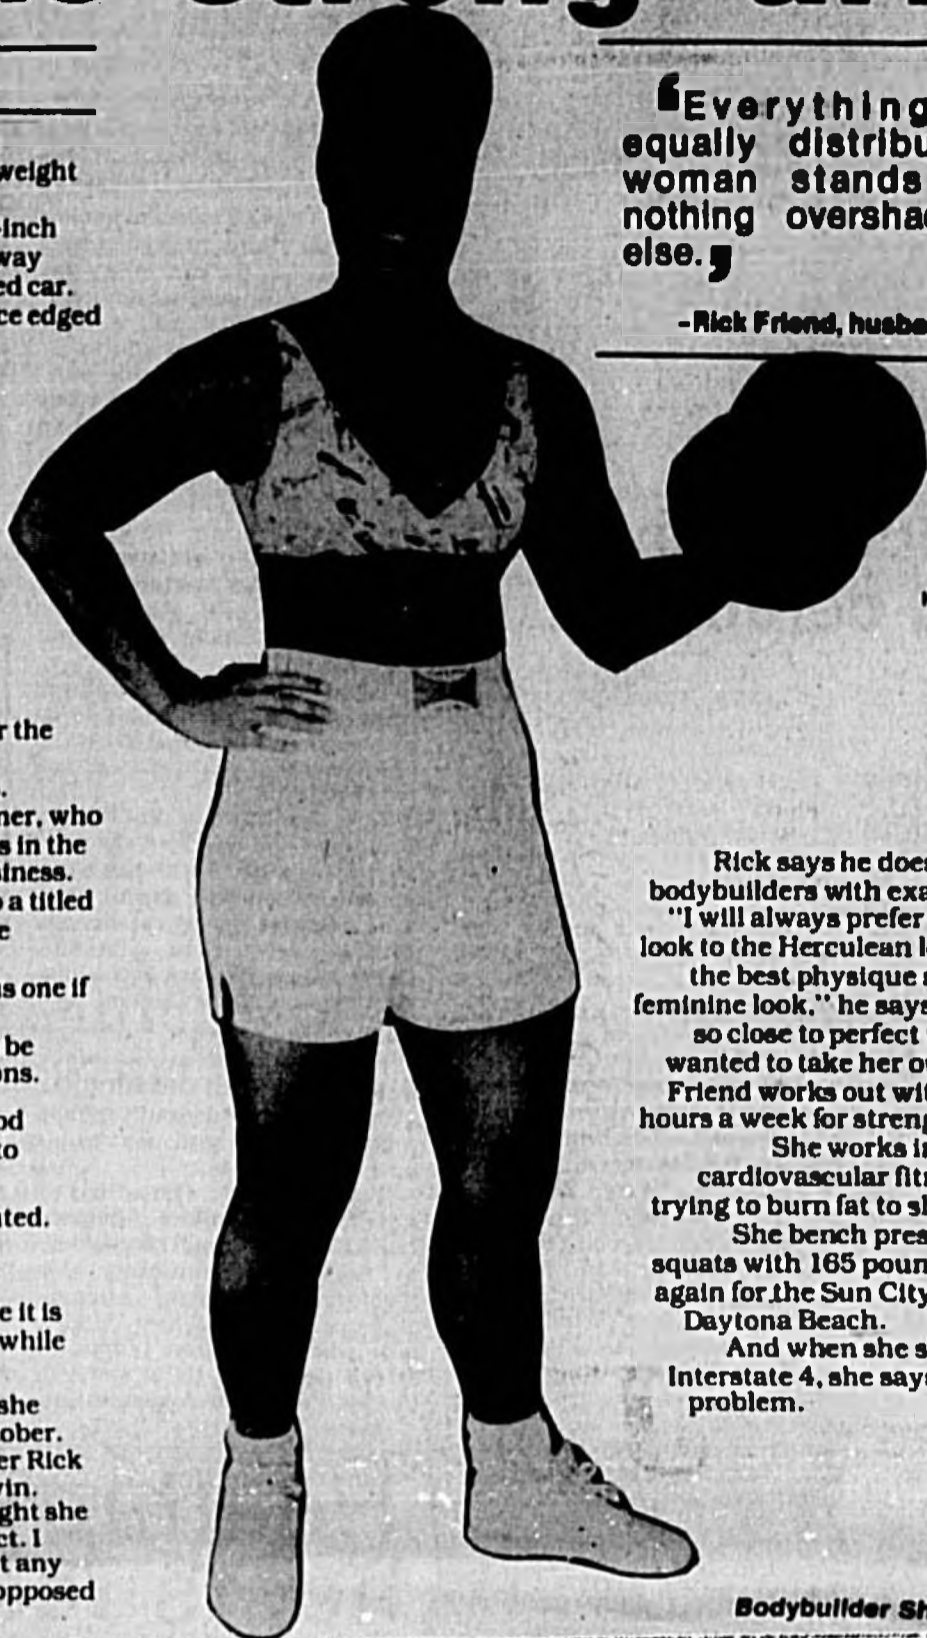 weight
-inch
way
ed car.
ce edged
r the
ner, who
s in the
siness.
o a titled
e
as one if
be
ons.
od
to
ated.
e it is
while
she
ober.
er Rick
vin.
ght she
ct. I
t any
opposed
‘Everything
equally distribu
woman stands
nothing oversha
else.’
-Rick Friend, husba
Rick says he does
bodybuilders with exa
"I will always prefer
look to the Herculean l
the best physique a
feminine look," he says
so close to perfect
wanted to take her o
Friend works out wit
hours a week for streng
She works i
cardiovascular fit
trying to burn fat to s
She bench pres
squats with 165 poun
again for the Sun City
Daytona Beach.
And when she s
Interstate 4, she says
problem.
Bodybuilder Sh